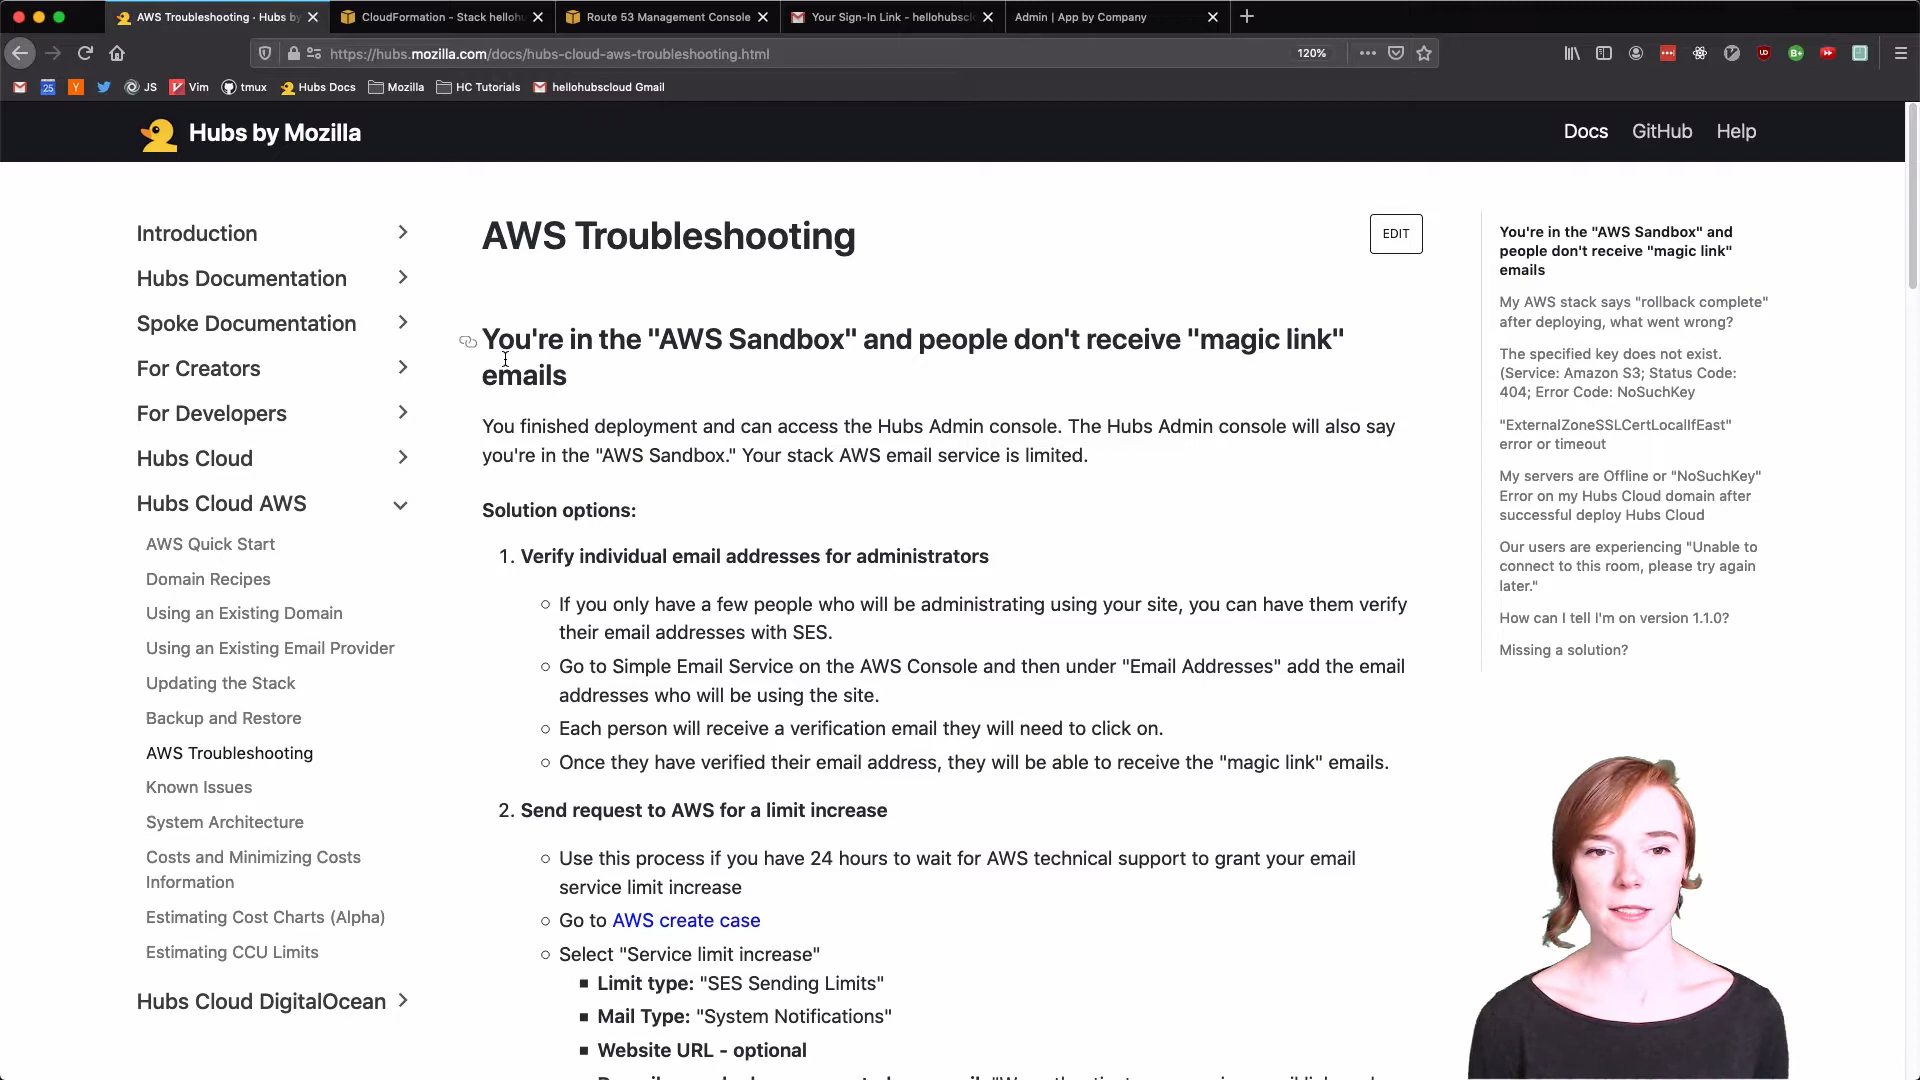 AWS Troubleshooting · Hubs by
CloudFormation - Stack helloh
Route 53 Management Console
Your Sign-In Link - hellohubscl
Admin | App by Company
https://hubs.mozilla.com/docs/hubs-cloud-aws-troubleshooting.html
120%
25
JS
Vim
tmux
Hubs Docs
Mozilla
HC Tutorials
hellohubscloud Gmail
Hubs by Mozilla
Docs
GitHub
Help
Introduction
Hubs Documentation
Spoke Documentation
For Creators
For Developers
Hubs Cloud
Hubs Cloud AWS
AWS Quick Start
Domain Recipes
Using an Existing Domain
Using an Existing Email Provider
Updating the Stack
Backup and Restore
AWS Troubleshooting
Known Issues
System Architecture
Costs and Minimizing Costs
Information
Estimating Cost Charts (Alpha)
Estimating CCU Limits
Hubs Cloud DigitalOcean
AWS Troubleshooting
EDIT
You're in the "AWS Sandbox" and people don't receive "magic link"
emails
You finished deployment and can access the Hubs Admin console. The Hubs Admin console will also say
you're in the "AWS Sandbox." Your stack AWS email service is limited.
Solution options:
1. Verify individual email addresses for administrators
If you only have a few people who will be administrating using your site, you can have them verify
their email addresses with SES.
Go to Simple Email Service on the AWS Console and then under "Email Addresses" add the email
addresses who will be using the site.
Each person will receive a verification email they will need to click on.
Once they have verified their email address, they will be able to receive the "magic link" emails.
2. Send request to AWS for a limit increase
Use this process if you have 24 hours to wait for AWS technical support to grant your email
service limit increase
Go to AWS create case
Select "Service limit increase"
Limit type: "SES Sending Limits"
Mail Type: "System Notifications"
Website URL - optional
You're in the "AWS Sandbox" and
people don't receive "magic link"
emails
My AWS stack says "rollback complete"
after deploying, what went wrong?
The specified key does not exist.
(Service: Amazon S3; Status Code:
404; Error Code: NoSuchKey
"ExternalZoneSSLCertLocalIfEast"
error or timeout
My servers are Offline or "NoSuchKey"
Error on my Hubs Cloud domain after
successful deploy Hubs Cloud
Our users are experiencing "Unable to
connect to this room, please try again
later."
How can I tell I'm on version 1.1.0?
Missing a solution?